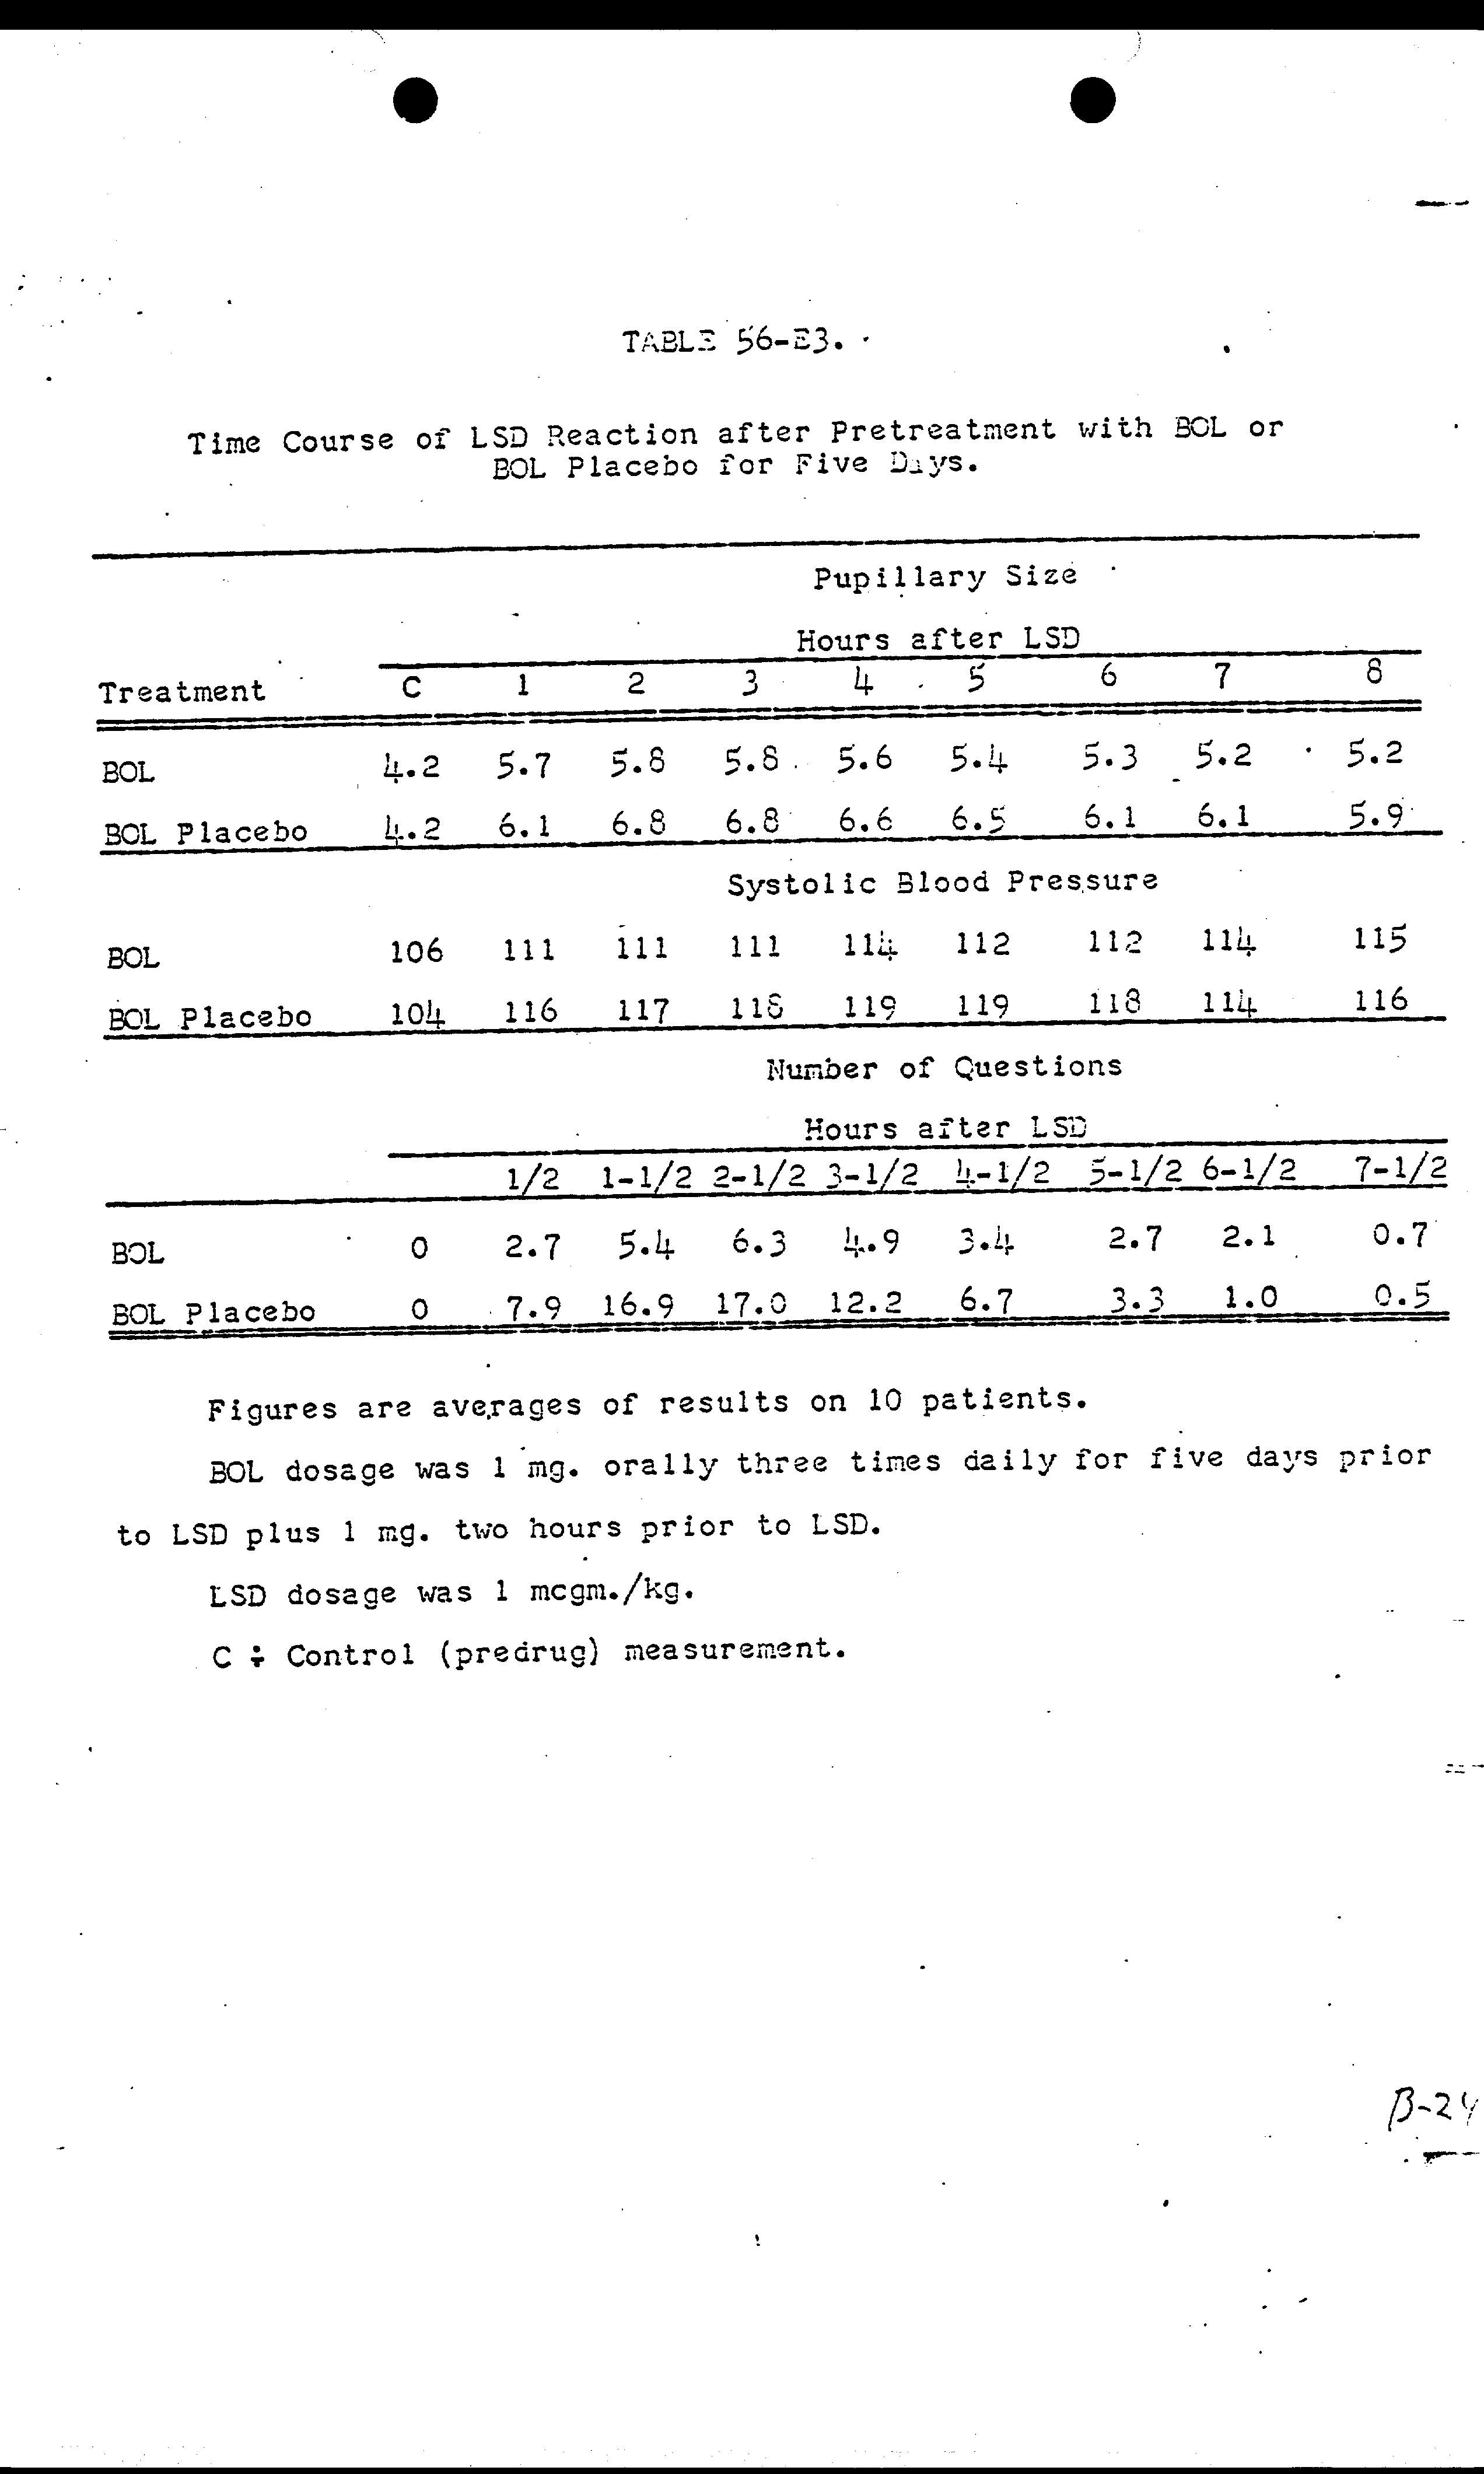 TABLE 56-E3.
Time Course of LSD Reaction after Pretreatment with BOL or
BOL Placebo for Five Days.
Pupillary Size
Hours after LSD
Treatment C 1 2 3 4 5 6 7 8
BOL 4.2 5.7 5.8 5.8 5.6 5.4 5.3 5.2 5.2
BOL Placebo 4.2 6.1 6.8 6.8 6.6 6.5 6.1 6.1 5.9
Systolic Blood Pressure
BOL 106 111 111 111 114 112 112 114 115
BOL Placebo 104 116 117 118 119 119 118 114 116
Number of Questions
Hours after LSD
1/2 1-1/2 2-1/2 3-1/2 4-1/2 5-1/2 6-1/2 7-1/2
BOL 0 2.7 5.4 6.3 4.9 3.4 2.7 2.1 0.7
BOL Placebo 0 7.9 16.9 17.0 12.2 6.7 3.3 1.0 0.5
Figures are averages of results on 10 patients.
BOL dosage was 1 mg. orally three times daily for five days prior
to LSD plus 1 mg. two hours prior to LSD.
LSD dosage was 1 mcgm./kg.
C = Control (predrug) measurement.
B-24